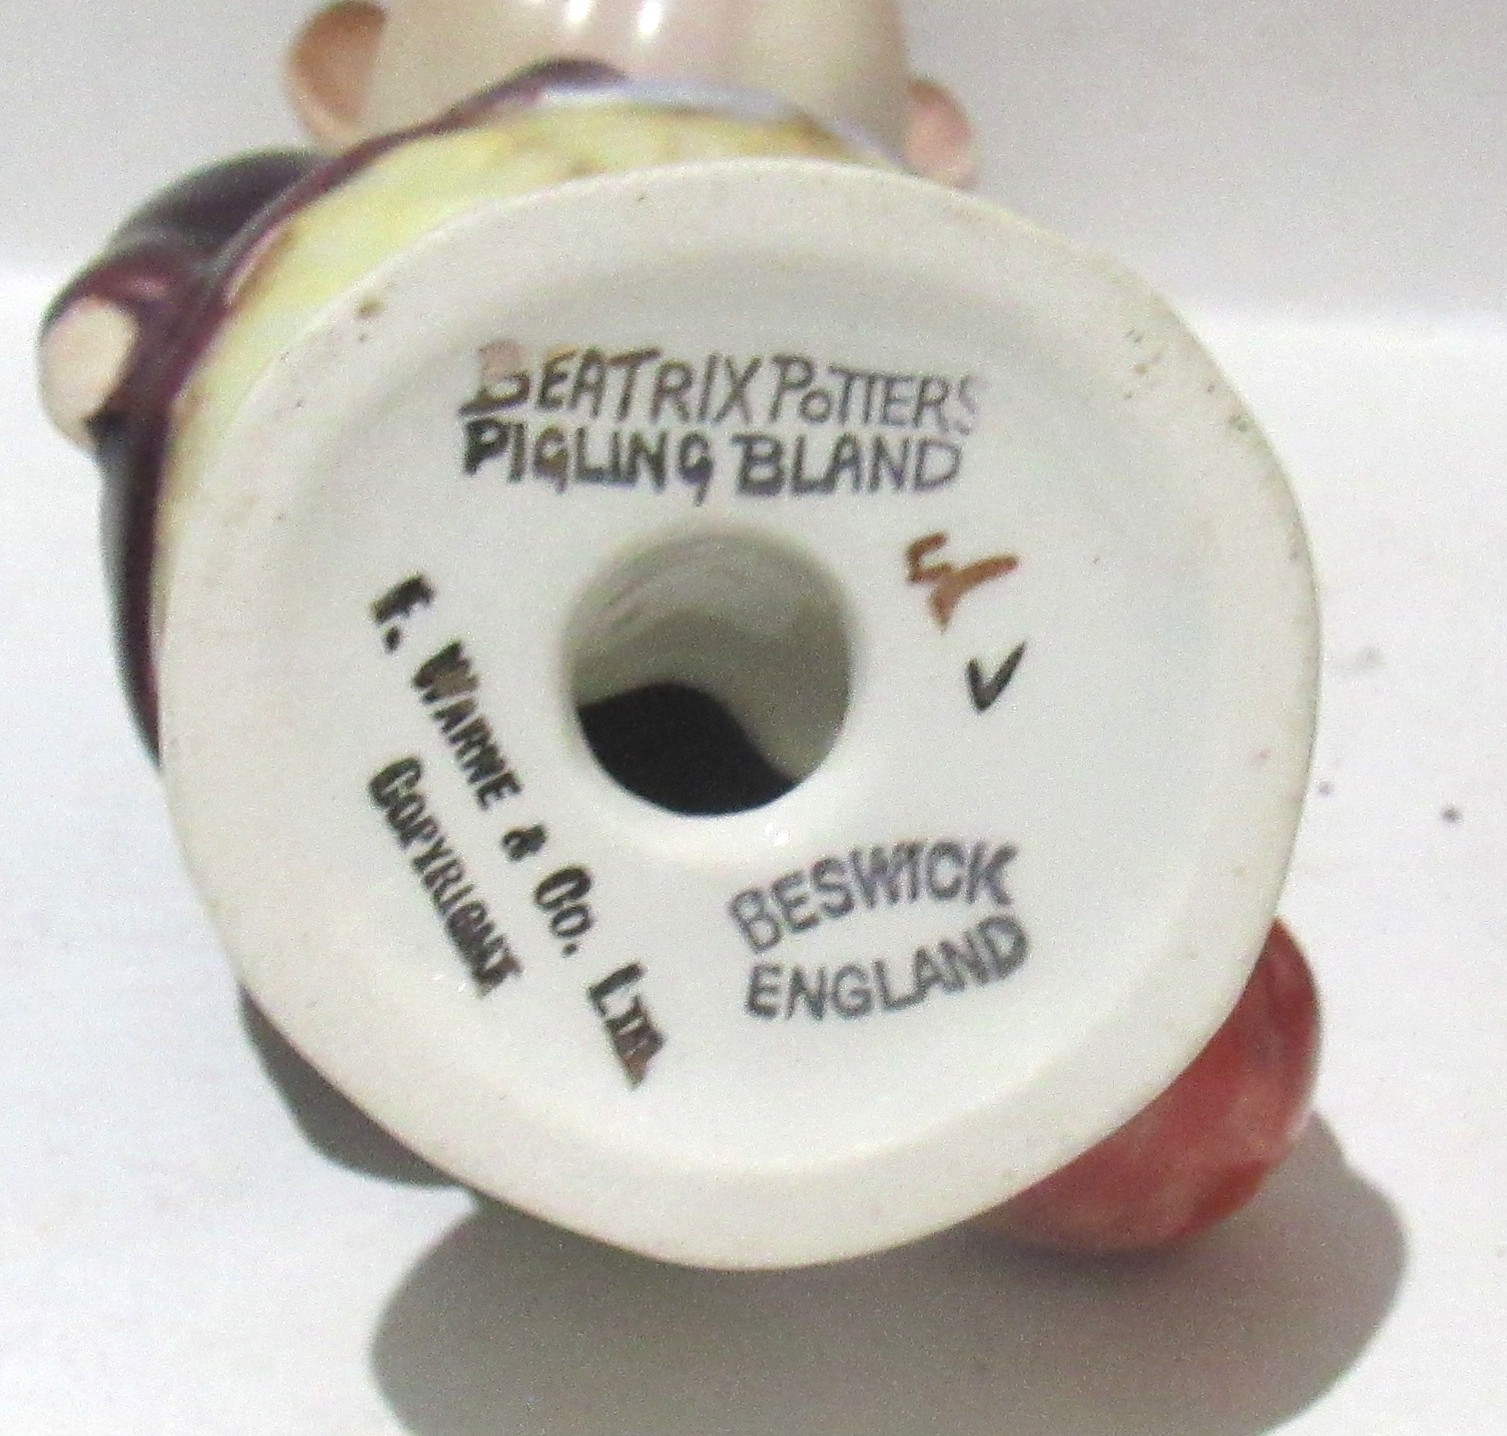 BEATRIX POTTERS
PIGLING BLAND
F. WARNE & CO. LTD.
COPYRIGHT
BESWICK
ENGLAND